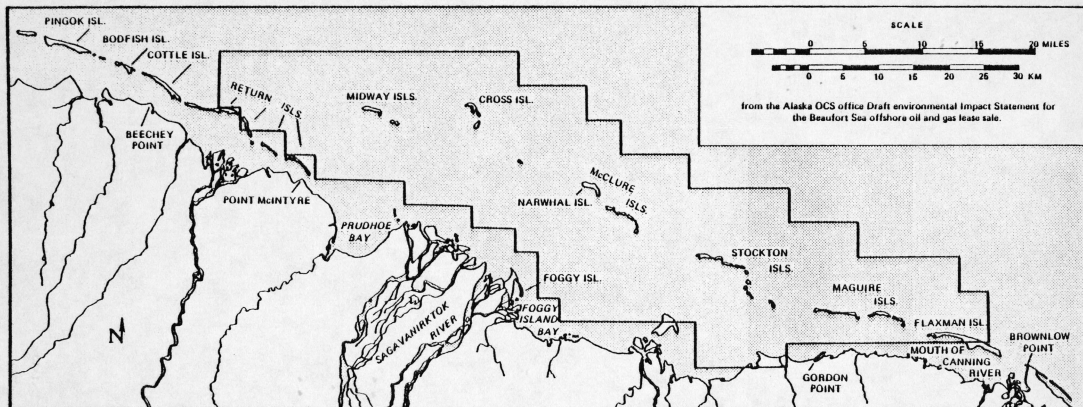 PINGOK ISL.
BODFISH ISL.
COTTLE ISL.
RETURN ISLS.
MIDWAY ISLS.
CROSS ISL.
SCALE
0 5 10 15 20 MILES
0 5 10 15 20 25 30 KM
from the Alaska OCS office Draft environmental Impact Statement for
the Beaufort Sea offshore oil and gas lease sale.
BEECHEY
POINT
POINT McINTYRE
PRUDHOE
BAY
McCLURE
ISLS.
NARWHAL ISL.
STOCKTON
ISLS.
MAGUIRE
ISLS.
FOGGY ISL.
FOGGY
ISLAND
BAY
SAGAVANIRKTOK
RIVER
FLAXMAN ISL.
BROWNLOW
POINT
MOUTH OF
CANNING
RIVER
GORDON
POINT
N